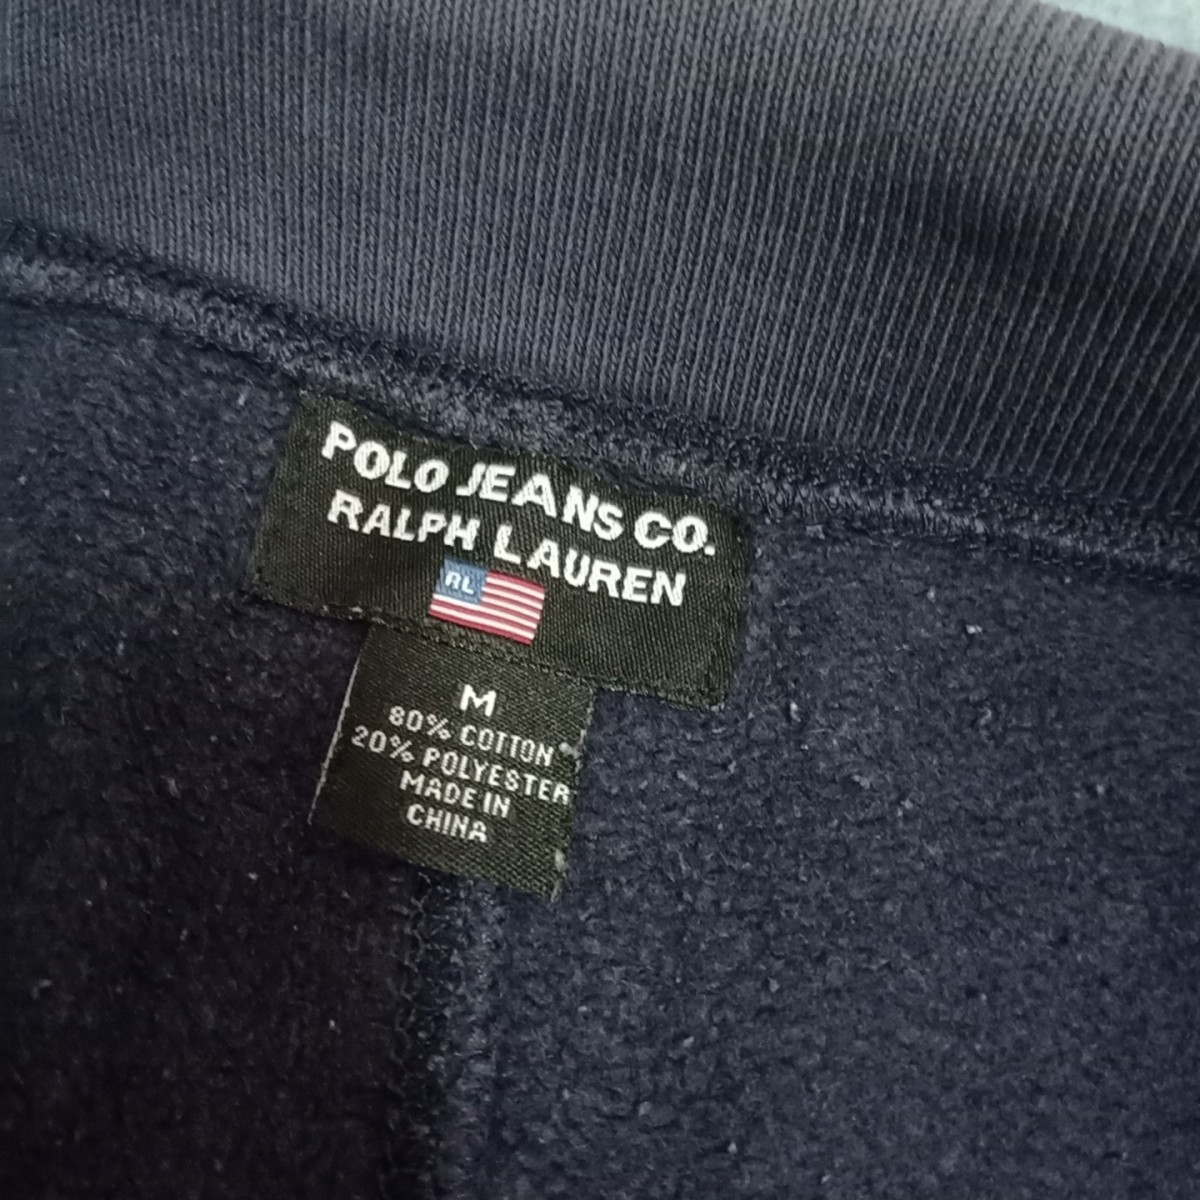 POLO JEANS CO.
RALPH LAUREN
RL
M
80% COTTON
20% POLYESTER
MADE IN
CHINA